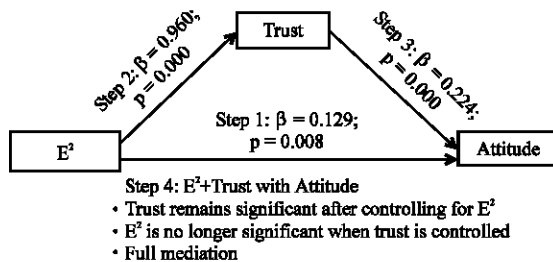 Trust
Step 2: β = 0.960;
p = 0.000
Step 3: β = 0.224;
p = 0.000
Step 1: β = 0.129;
p = 0.008
E²
Attitude
Step 4: E²+Trust with Attitude
• Trust remains significant after controlling for E²
• E² is no longer significant when trust is controlled
• Full mediation